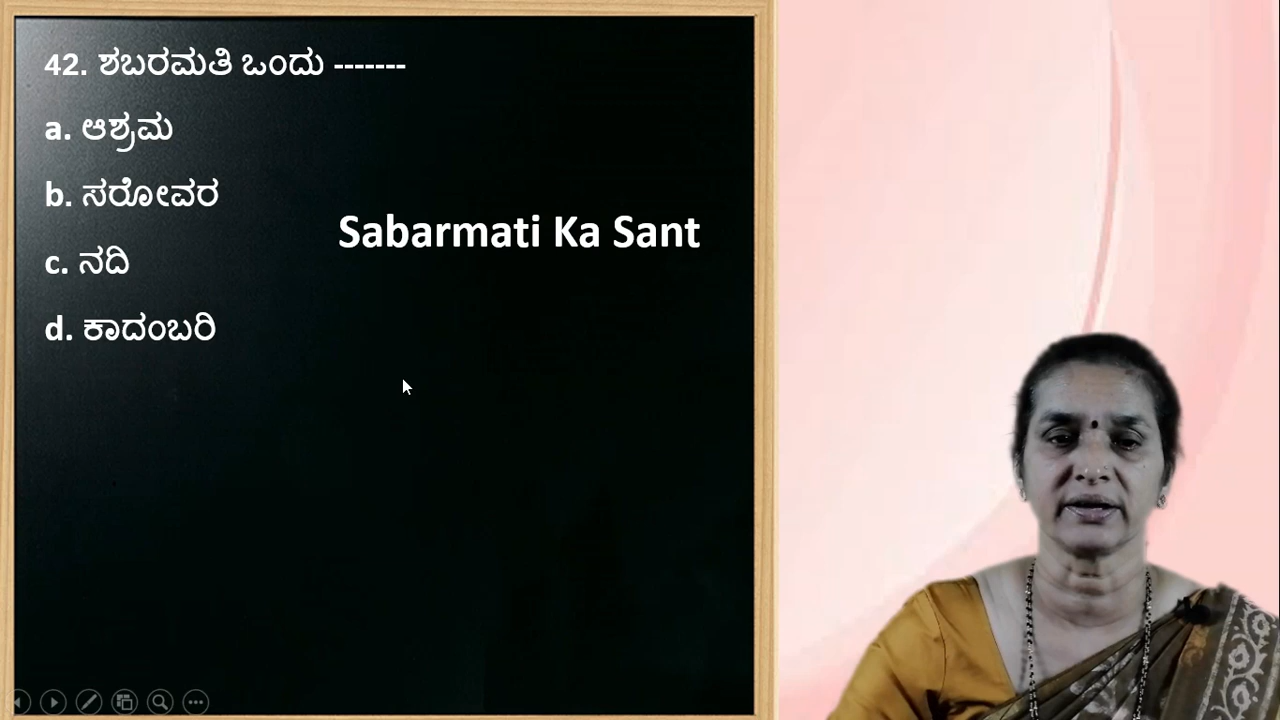 42. ಶಬರಮತಿ ಒಂದು -------
a. ಆಶ್ರಮ
b. ಸರೋವರ
Sabarmati Ka Sant
c. ನದಿ
d. ಕಾದಂಬರಿ